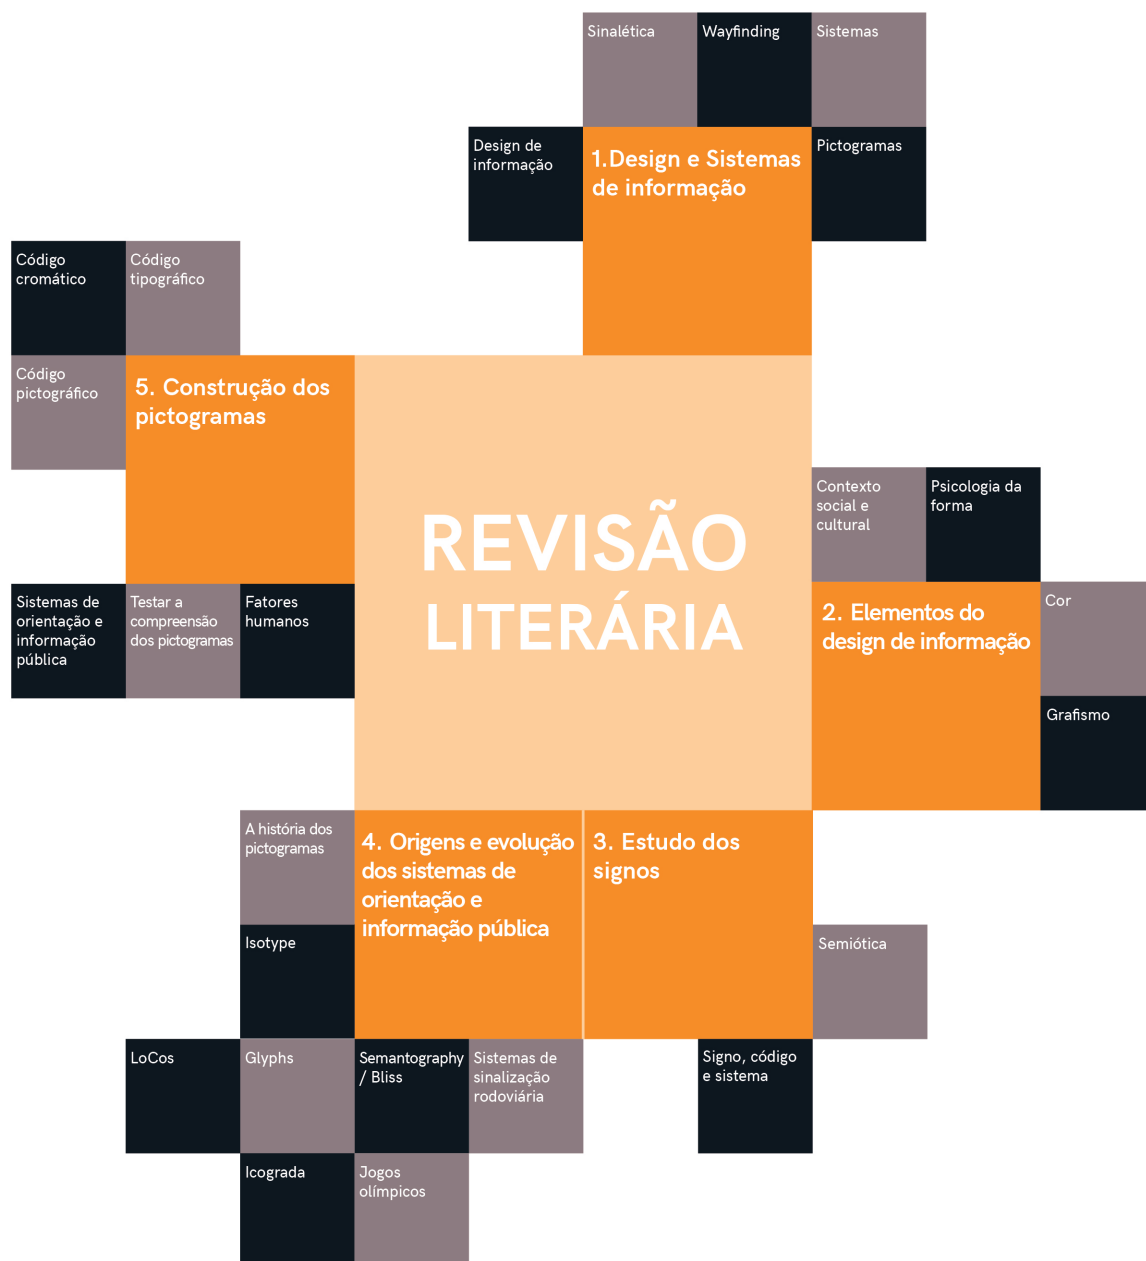 Sinalética
Wayfinding
Sistemas
Design de
informação
1.Design e Sistemas
de informação
Pictogramas
Código
cromático
Código
tipográfico
Código
pictográfico
5. Construção dos
pictogramas
Sistemas de
orientação e
informação
pública
Testar a
compreensão
dos pictogramas
Fatores
humanos
REVISÃO
LITERÁRIA
Contexto
social e
cultural
Psicologia da
forma
2. Elementos do
design de informação
Cor
Grafismo
A história dos
pictogramas
4. Origens e evolução
dos sistemas de
orientação e
informação pública
3. Estudo dos
signos
Isotype
Semiótica
LoCos
Glyphs
Semantography
/ Bliss
Sistemas de
sinalização
rodoviária
Signo, código
e sistema
Icograda
Jogos
olímpicos